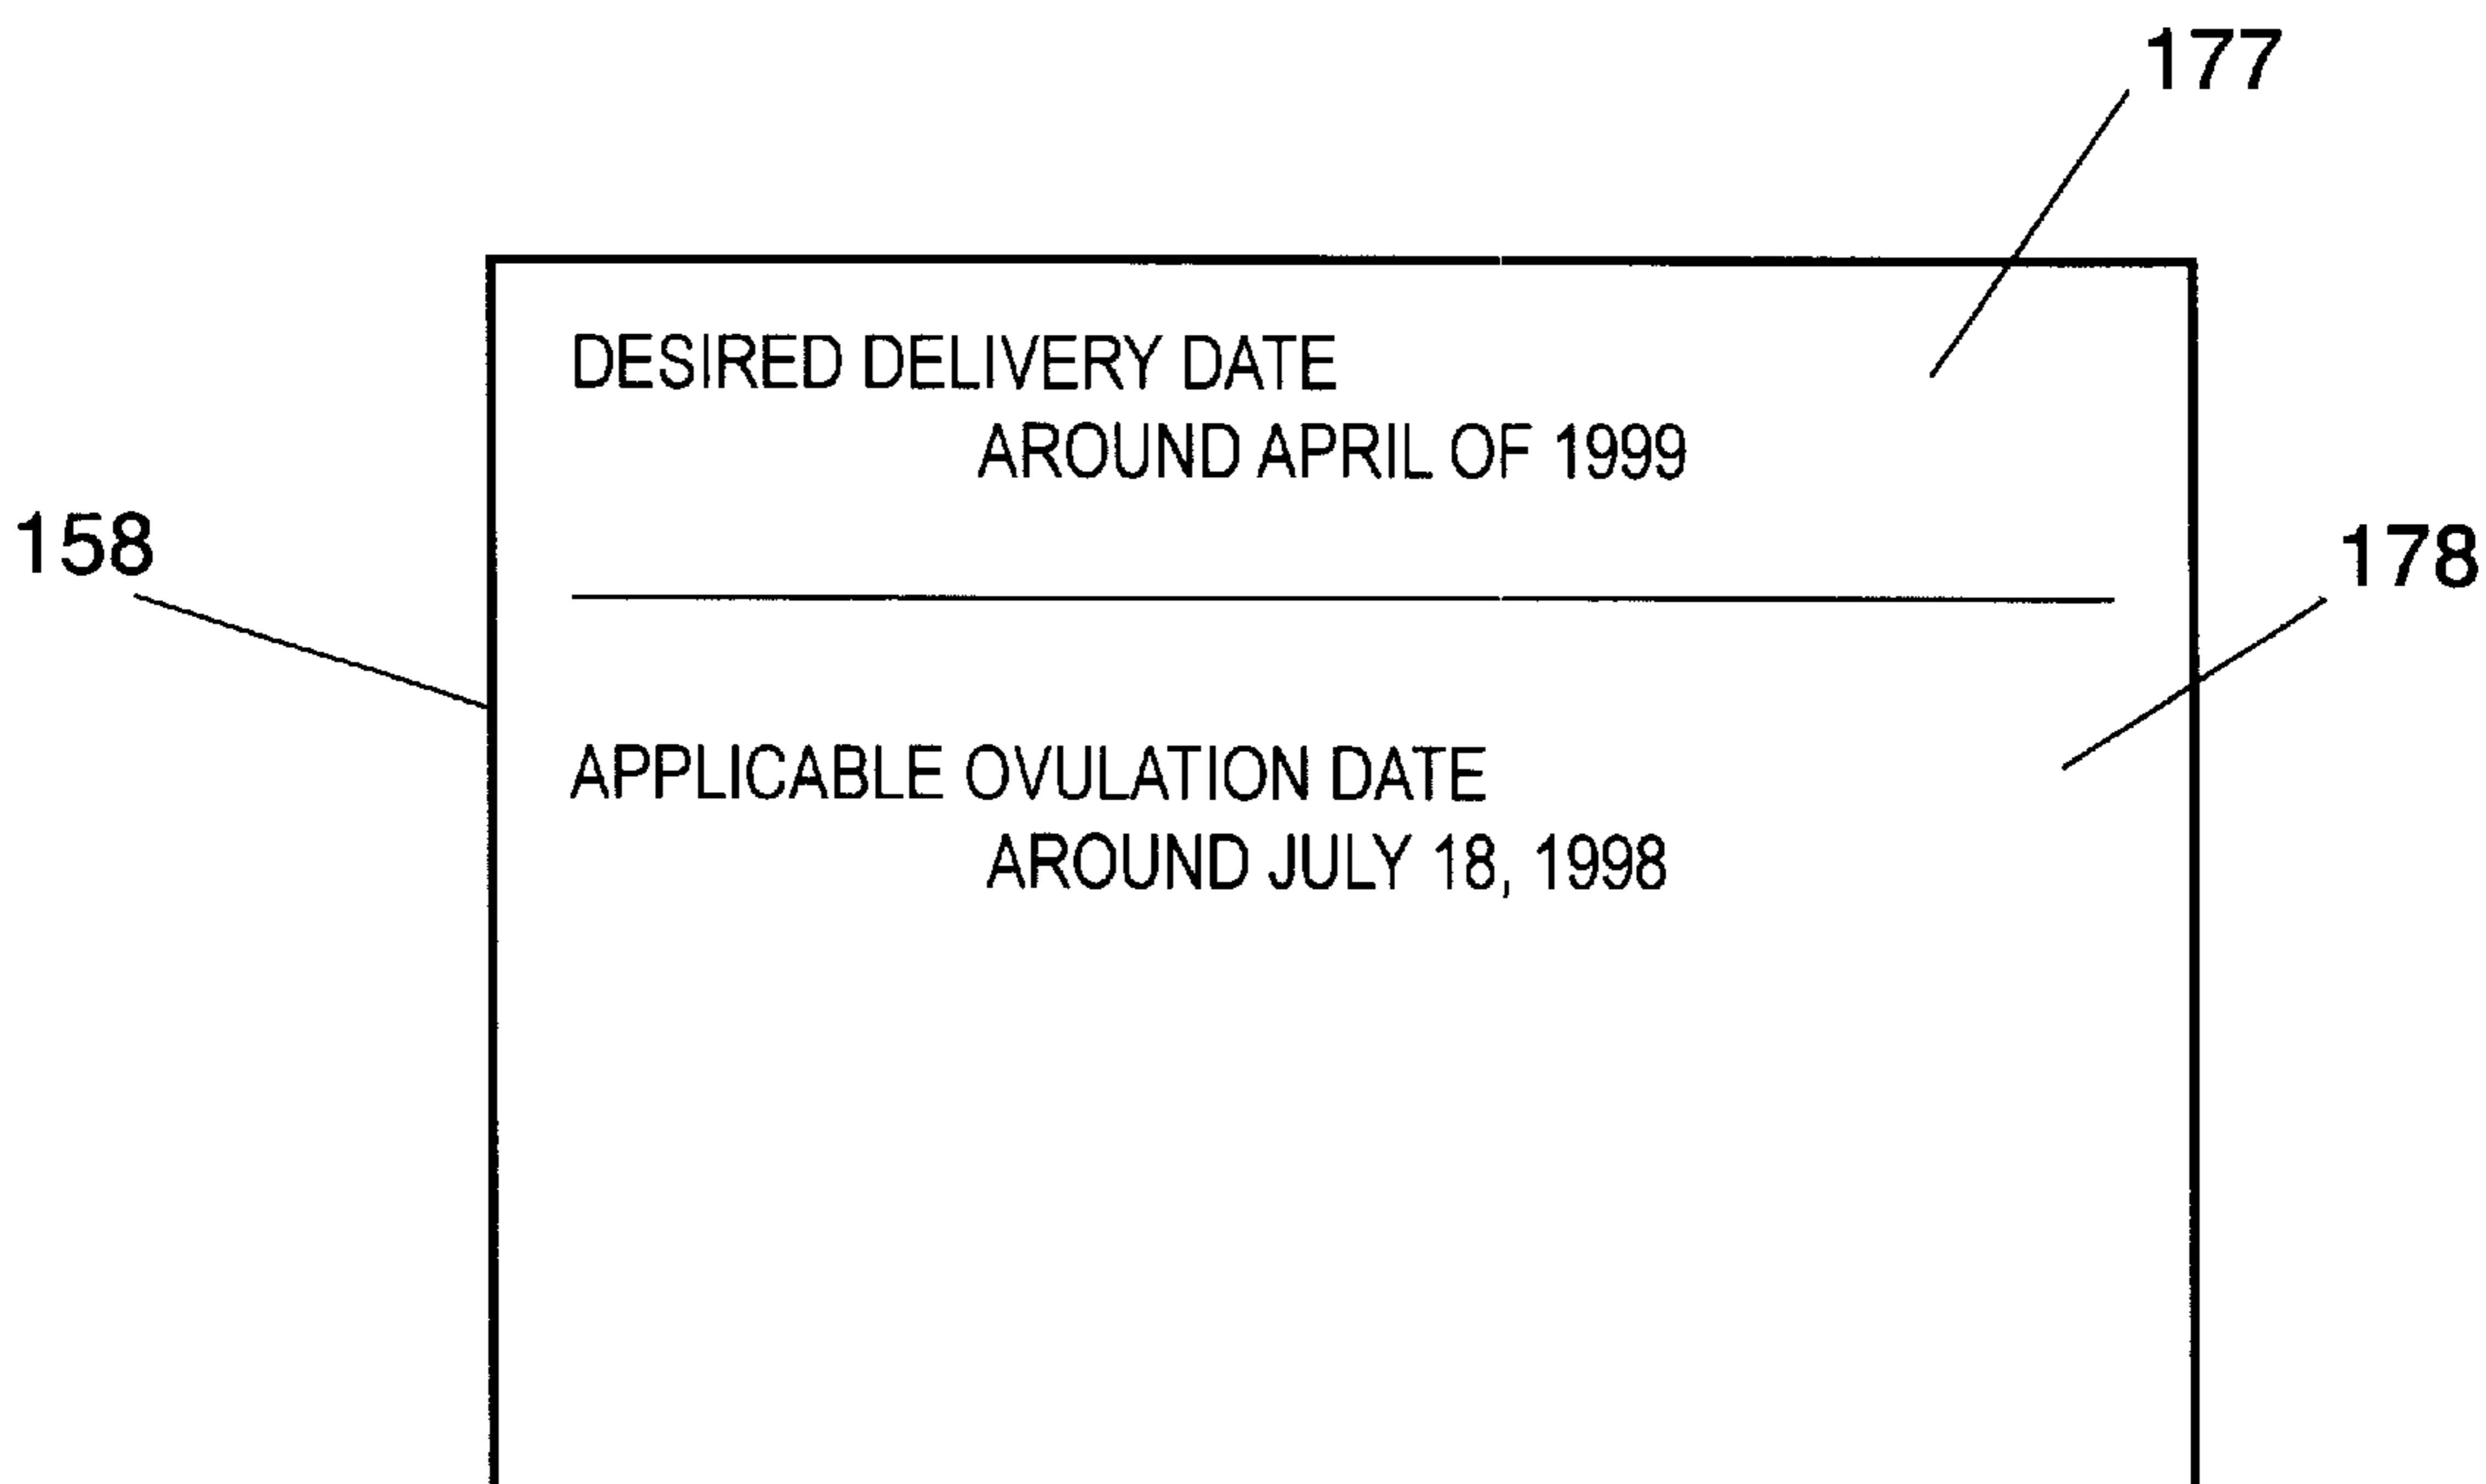 177
DESIRED DELIVERY DATE
AROUND APRIL OF 1999
158
178
APPLICABLE OVULATION DATE
AROUND JULY 18, 1998